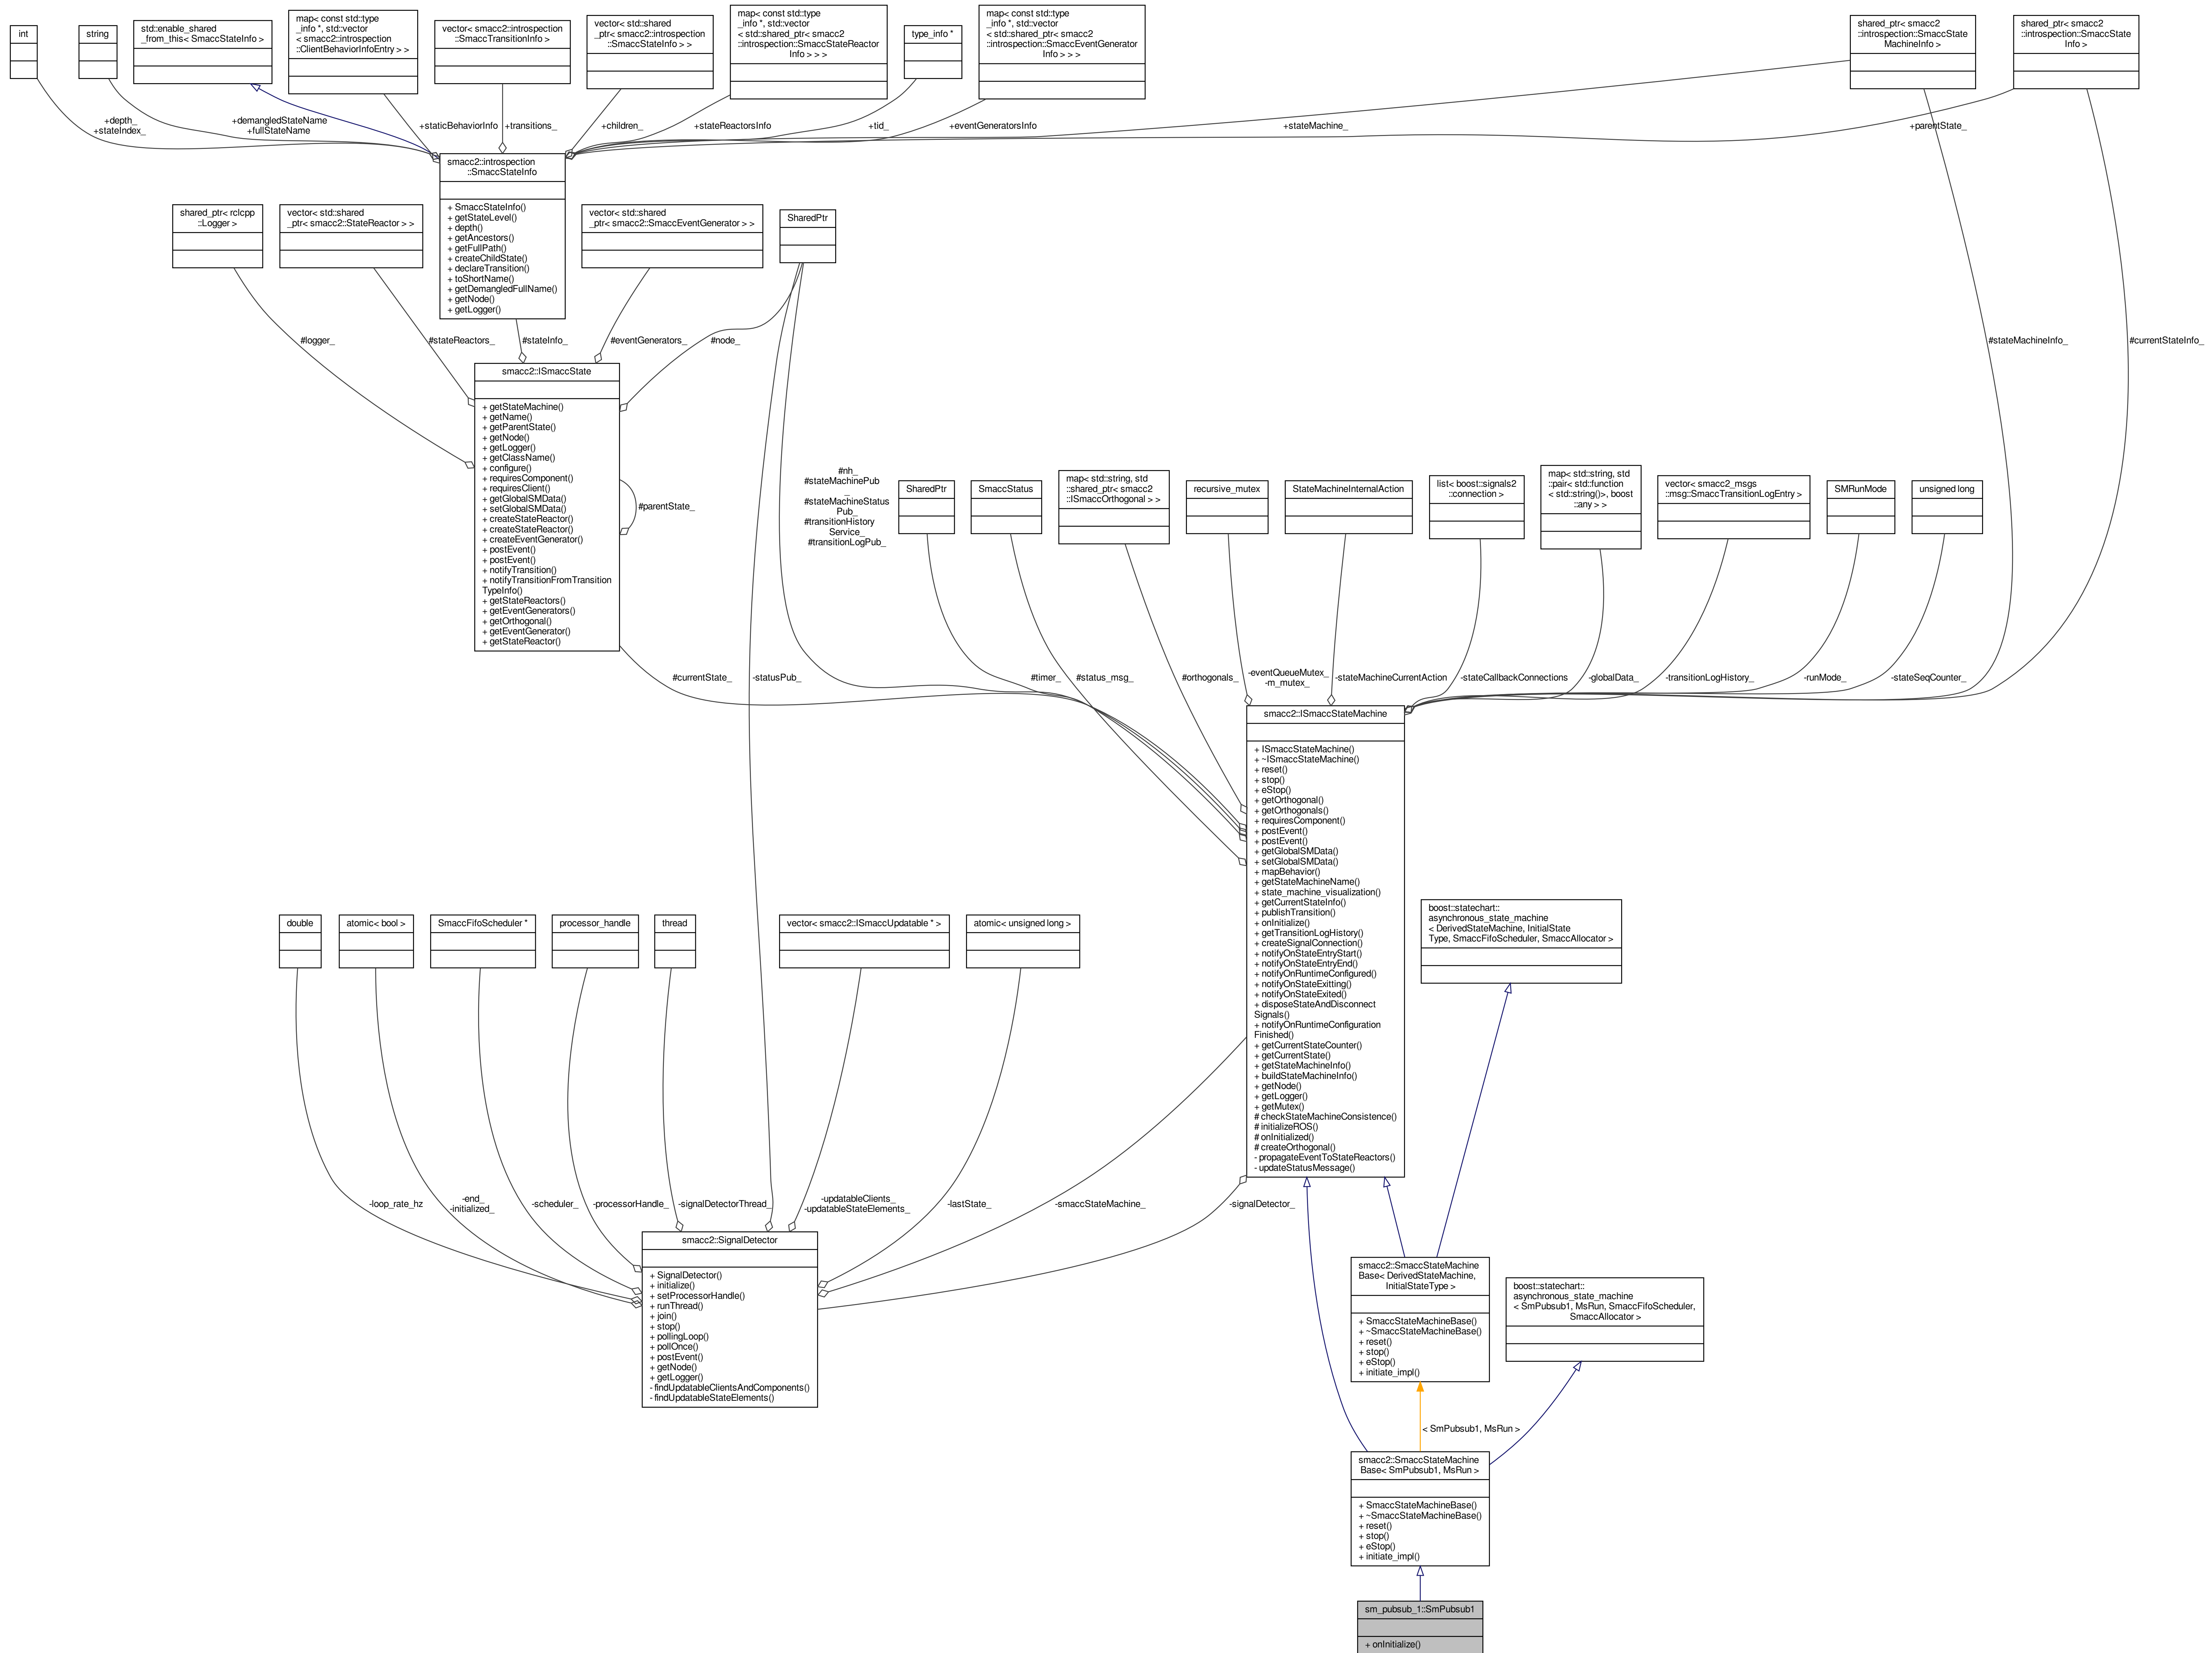 int
string
std::enable_shared
_from_this< SmaccStateInfo >
map< const std::type
_info *, std::vector
< smacc2::introspection
::ClientBehaviorInfoEntry > >
vector< smacc2::introspection
::SmaccTransitionInfo >
vector< std::shared
_ptr< smacc2::introspection
::SmaccStateInfo > >
map< const std::type
_info *, std::vector
< std::shared_ptr< smacc2
::introspection::SmaccStateReactor
Info > > >
type_info *
map< const std::type
_info *, std::vector
< std::shared_ptr< smacc2
::introspection::SmaccEventGenerator
Info > > >
shared_ptr< smacc2
::introspection::SmaccState
MachineInfo >
shared_ptr< smacc2
::introspection::SmaccState
Info >
+depth_
+stateIndex_
+demangledStateName
+fullStateName
+staticBehaviorInfo
+transitions_
+children_
+stateReactorsInfo
+tid_
+eventGeneratorsInfo
+stateMachine_
+parentState_
smacc2::introspection
::SmaccStateInfo
+ SmaccStateInfo()
+ getStateLevel()
+ depth()
+ getAncestors()
+ getFullPath()
+ createChildState()
+ declareTransition()
+ toShortName()
+ getDemangledFullName()
+ getNode()
+ getLogger()
shared_ptr< rclcpp
::Logger >
vector< std::shared
_ptr< smacc2::StateReactor > >
vector< std::shared
_ptr< smacc2::SmaccEventGenerator > >
SharedPtr
#logger_
#stateReactors_
#stateInfo_
#eventGenerators_
#node_
#stateMachineInfo_
#currentStateInfo_
smacc2::ISmaccState
+ getStateMachine()
+ getName()
+ getParentState()
+ getNode()
+ getLogger()
+ getClassName()
+ configure()
+ requiresComponent()
+ requiresClient()
+ getGlobalSMData()
+ setGlobalSMData()
+ createStateReactor()
+ createStateReactor()
+ createEventGenerator()
+ postEvent()
+ postEvent()
+ notifyTransition()
+ notifyTransitionFromTransition
TypeInfo()
+ getStateReactors()
+ getEventGenerators()
+ getOrthogonal()
+ getEventGenerator()
+ getStateReactor()
#parentState_
#nh_
#stateMachinePub
_
#stateMachineStatus
Pub_
#transitionHistory
Service_
#transitionLogPub_
SharedPtr
SmaccStatus
map< std::string, std
::shared_ptr< smacc2
::ISmaccOrthogonal > >
recursive_mutex
StateMachineInternalAction
list< boost::signals2
::connection >
map< std::string, std
::pair< std::function
< std::string()>, boost
::any > >
vector< smacc2_msgs
::msg::SmaccTransitionLogEntry >
SMRunMode
unsigned long
#currentState_
-statusPub_
#timer_
#status_msg_
#orthogonals_
-eventQueueMutex_
-m_mutex_
-stateMachineCurrentAction
-stateCallbackConnections
-globalData_
-transitionLogHistory_
-runMode_
-stateSeqCounter_
smacc2::ISmaccStateMachine
+ ISmaccStateMachine()
+ ~ISmaccStateMachine()
+ reset()
+ stop()
+ eStop()
+ getOrthogonal()
+ getOrthogonals()
+ requiresComponent()
+ postEvent()
+ postEvent()
+ getGlobalSMData()
+ setGlobalSMData()
+ mapBehavior()
+ getStateMachineName()
+ state_machine_visualization()
+ getCurrentStateInfo()
+ publishTransition()
+ onInitialize()
+ getTransitionLogHistory()
+ createSignalConnection()
+ notifyOnStateEntryStart()
+ notifyOnStateEntryEnd()
+ notifyOnRuntimeConfigured()
+ notifyOnStateExitting()
+ notifyOnStateExited()
+ disposeStateAndDisconnect
Signals()
+ notifyOnRuntimeConfiguration
Finished()
+ getCurrentStateCounter()
+ getCurrentState()
+ getStateMachineInfo()
+ buildStateMachineInfo()
+ getNode()
+ getLogger()
+ getMutex()
# checkStateMachineConsistence()
# initializeROS()
# onInitialized()
# createOrthogonal()
- propagateEventToStateReactors()
- updateStatusMessage()
double
atomic< bool >
SmaccFifoScheduler *
processor_handle
thread
vector< smacc2::ISmaccUpdatable * >
atomic< unsigned long >
boost::statechart::
asynchronous_state_machine
< DerivedStateMachine, InitialState
Type, SmaccFifoScheduler, SmaccAllocator >
-loop_rate_hz
-end_
-initialized_
-scheduler_
-processorHandle_
-signalDetectorThread_
-updatableClients_
-updatableStateElements_
-lastState_
-smaccStateMachine_
-signalDetector_
smacc2::SignalDetector
+ SignalDetector()
+ initialize()
+ setProcessorHandle()
+ runThread()
+ join()
+ stop()
+ pollingLoop()
+ pollOnce()
+ postEvent()
+ getNode()
+ getLogger()
- findUpdatableClientsAndComponents()
- findUpdatableStateElements()
smacc2::SmaccStateMachine
Base< DerivedStateMachine,
InitialStateType >
+ SmaccStateMachineBase()
+ ~SmaccStateMachineBase()
+ reset()
+ stop()
+ eStop()
+ initiate_impl()
boost::statechart::
asynchronous_state_machine
< SmPubsub1, MsRun, SmaccFifoScheduler,
SmaccAllocator >
< SmPubsub1, MsRun >
smacc2::SmaccStateMachine
Base< SmPubsub1, MsRun >
+ SmaccStateMachineBase()
+ ~SmaccStateMachineBase()
+ reset()
+ stop()
+ eStop()
+ initiate_impl()
sm_pubsub_1::SmPubsub1
+ onInitialize()